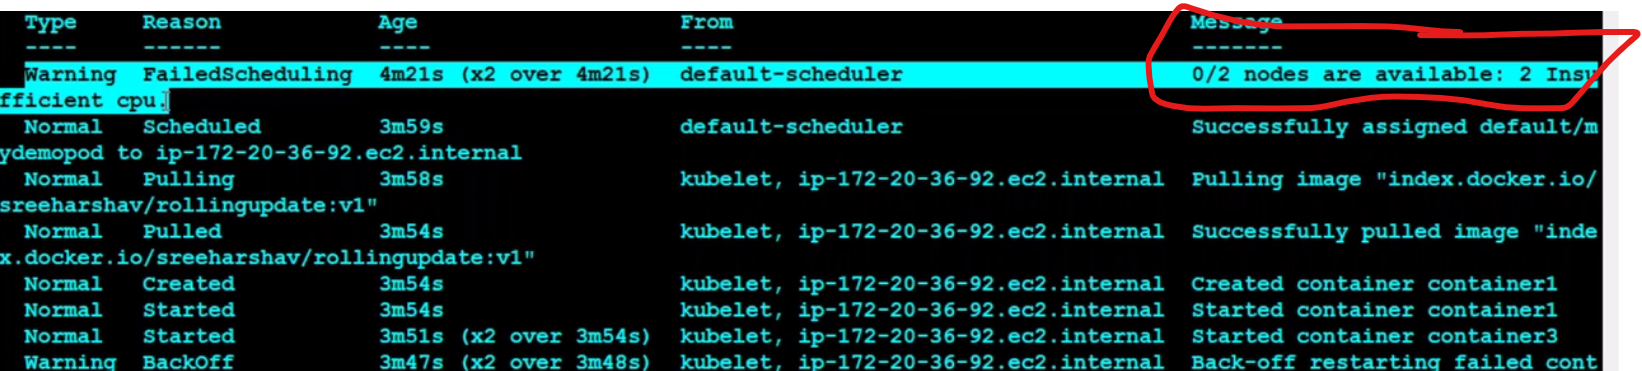 Type Reason Age From Message
---- ------ ---- ---- -------
Warning FailedScheduling 4m21s (x2 over 4m21s) default-scheduler 0/2 nodes are available: 2 Insu
fficient cpu.
Normal Scheduled 3m59s default-scheduler Successfully assigned default/m
ydemopod to ip-172-20-36-92.ec2.internal
Normal Pulling 3m58s kubelet, ip-172-20-36-92.ec2.internal Pulling image "index.docker.io/
sreeharshav/rollingupdate:v1"
Normal Pulled 3m54s kubelet, ip-172-20-36-92.ec2.internal Successfully pulled image "inde
x.docker.io/sreeharshav/rollingupdate:v1"
Normal Created 3m54s kubelet, ip-172-20-36-92.ec2.internal Created container container1
Normal Started 3m54s kubelet, ip-172-20-36-92.ec2.internal Started container container1
Normal Started 3m51s (x2 over 3m54s) kubelet, ip-172-20-36-92.ec2.internal Started container container3
Warning BackOff 3m47s (x2 over 3m48s) kubelet, ip-172-20-36-92.ec2.internal Back-off restarting failed cont